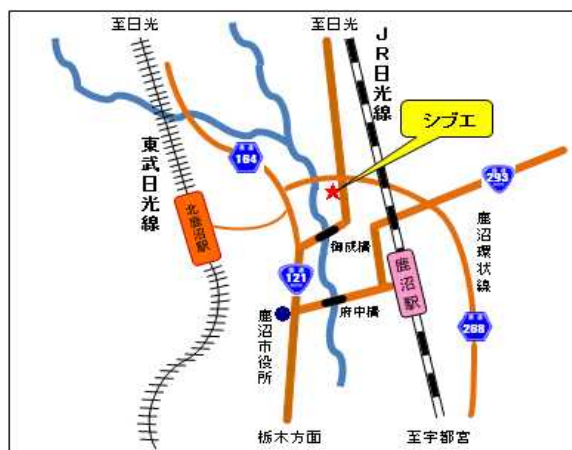 至日光
至日光
JR日光線
シブエ
東武日光線
164
293
北鹿沼駅
御成橋
鹿沼環状線
121
鹿沼駅
府中橋
鹿沼市役所
288
栃木方面
至宇都宮